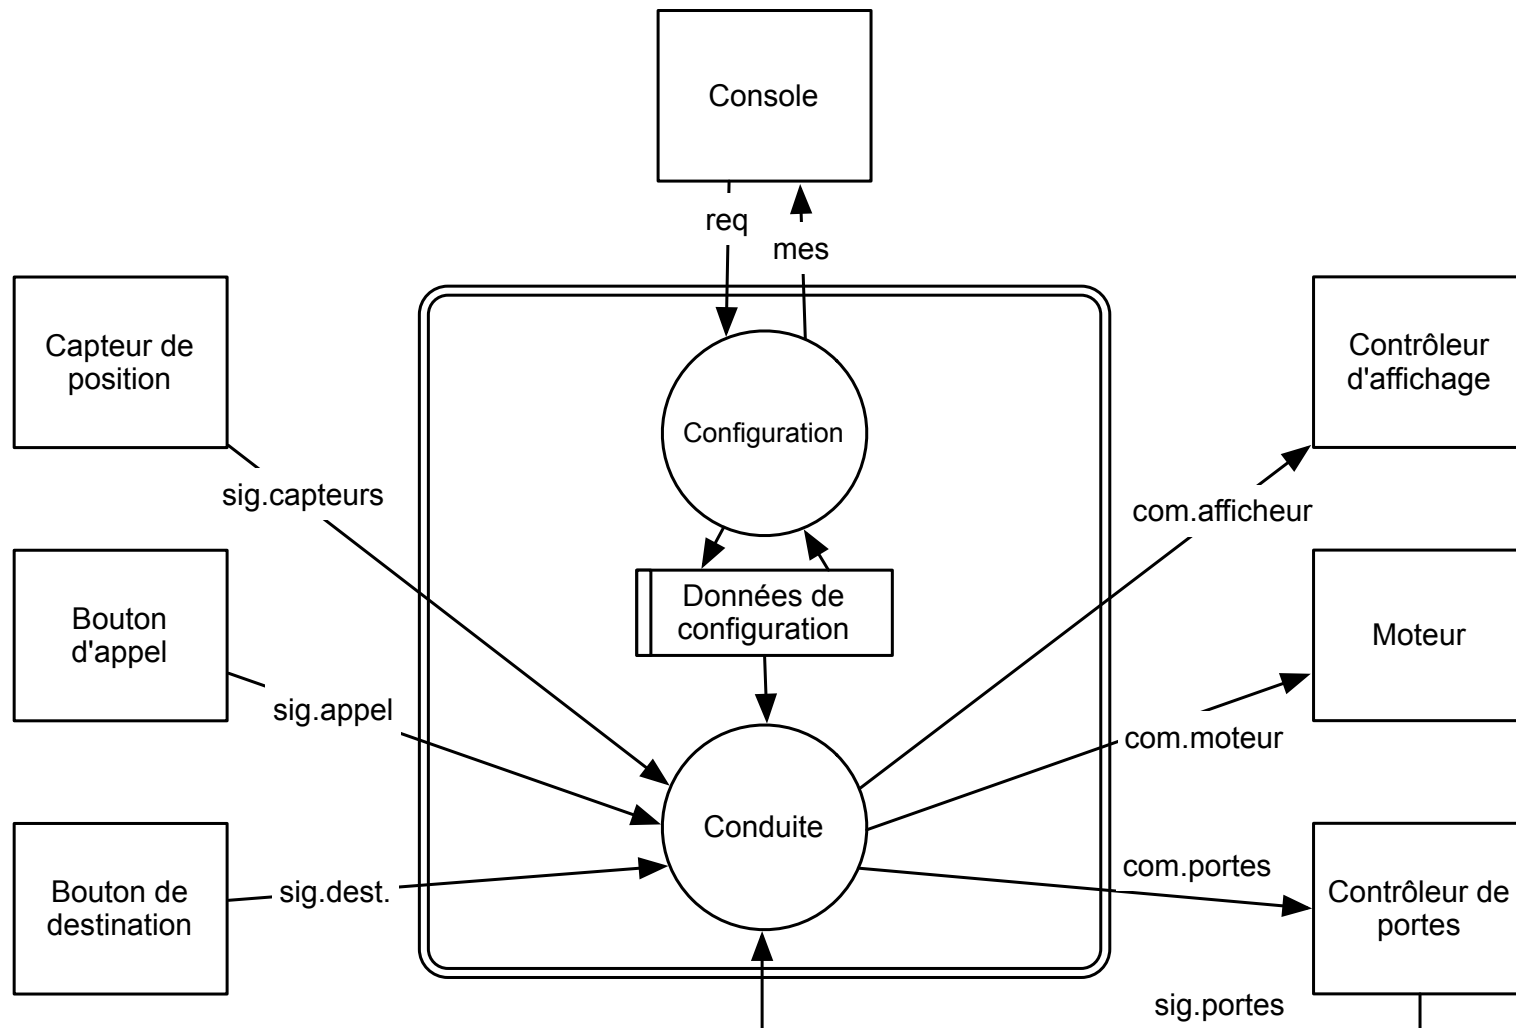 Console
req
mes
Capteur de
position
Contrôleur
d'affichage
Configuration
sig.capteurs
com.afficheur
Bouton
d'appel
Données de
configuration
Moteur
sig.appel
com.moteur
Conduite
com.portes
Bouton de
destination
sig.dest.
Contrôleur de
portes
sig.portes